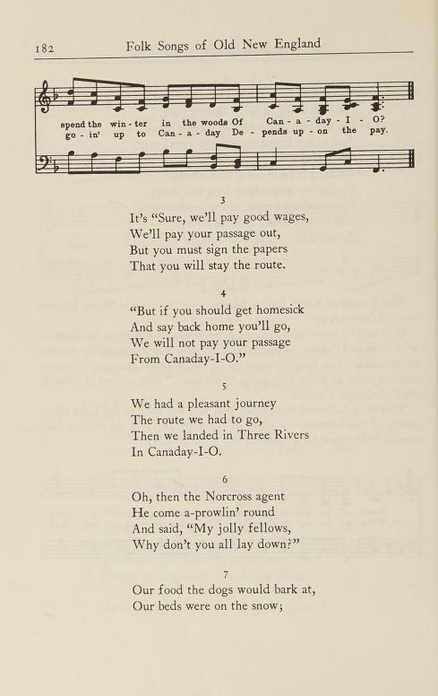 182 Folk Songs of Old New England
spend the win - ter in the woods Of Can - a - day - I - O?
go - in' up to Can - a - day De - pends up - on the pay.
3
It's "Sure, we'll pay good wages,
We'll pay your passage out,
But you must sign the papers
That you will stay the route.
4
"But if you should get homesick
And say back home you'll go,
We will not pay your passage
From Canaday-I-O."
5
We had a pleasant journey
The route we had to go,
Then we landed in Three Rivers
In Canaday-I-O.
6
Oh, then the Norcross agent
He come a-prowlin' round
And said, "My jolly fellows,
Why don't you all lay down?"
7
Our food the dogs would bark at,
Our beds were on the snow;